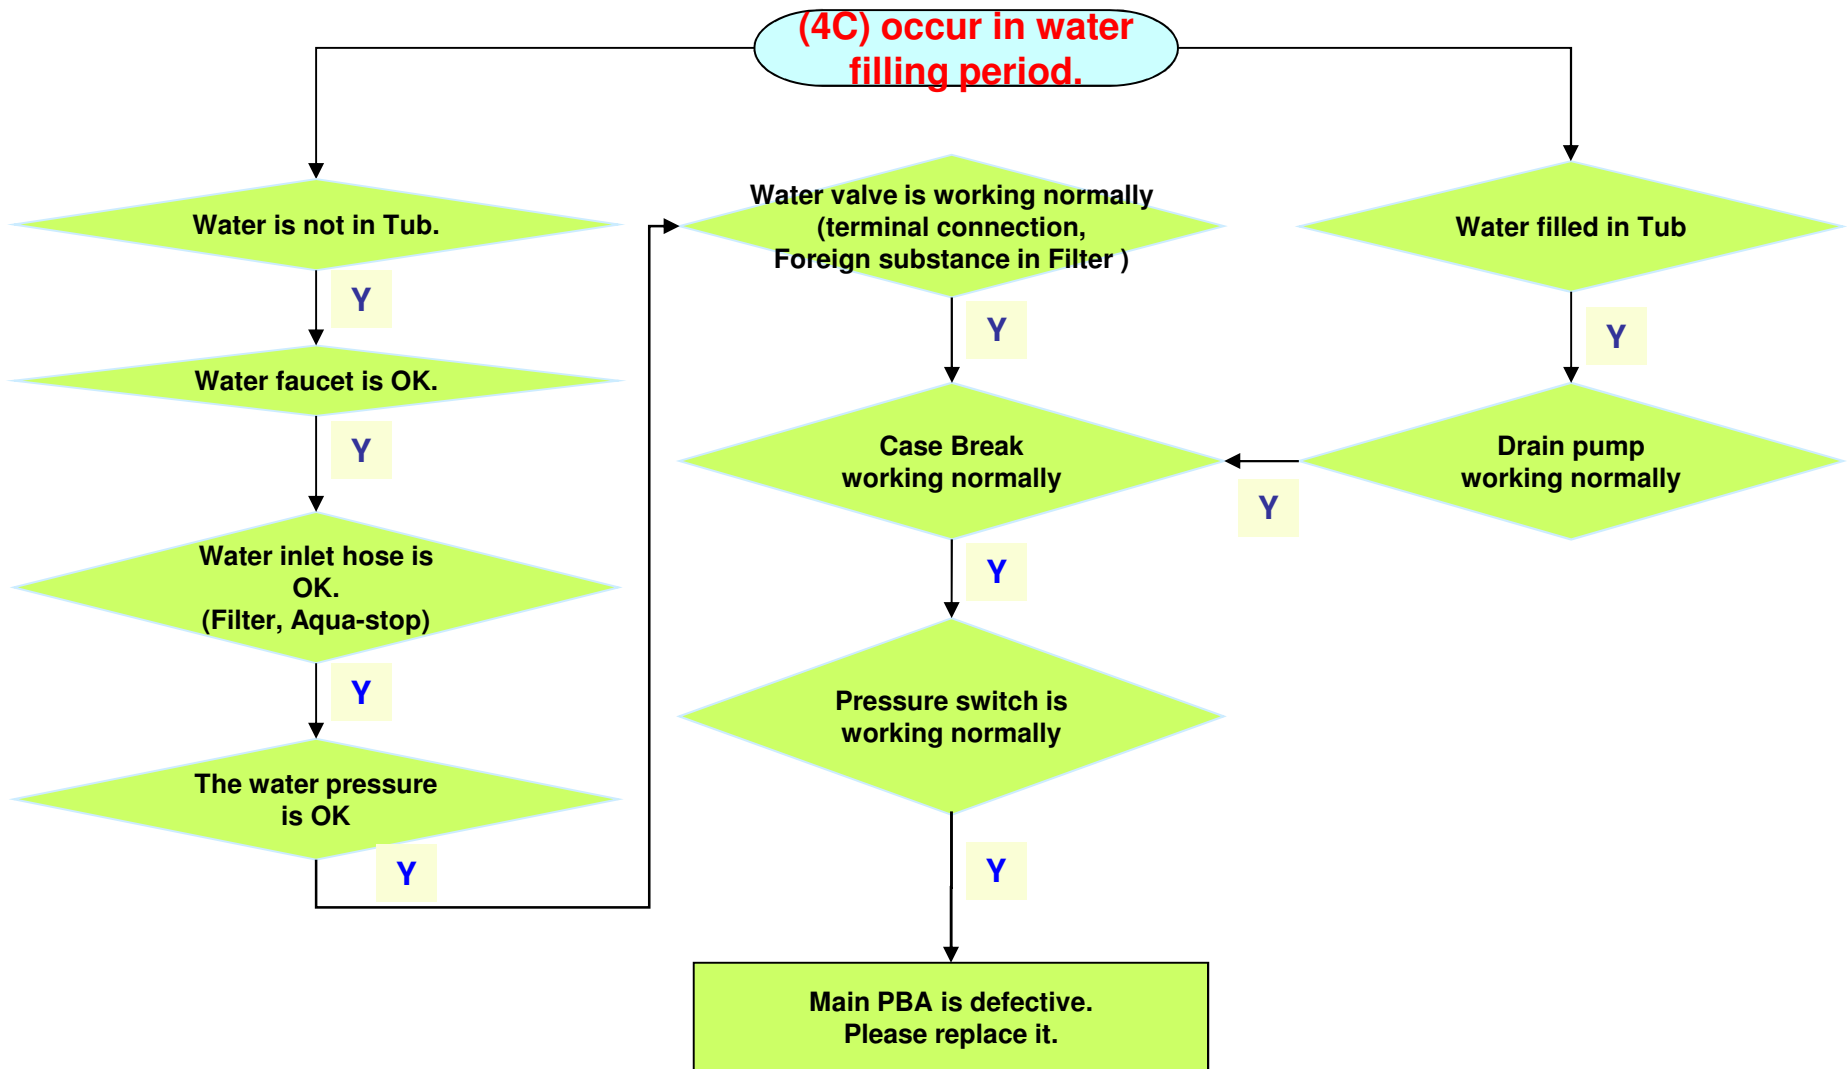 (4C) occur in water
filling period.
Water is not in Tub.
Y
Water faucet is OK.
Y
Water inlet hose is
OK.
(Filter, Aqua-stop)
Y
The water pressure
is OK
Y
Water valve is working normally
(terminal connection,
Foreign substance in Filter )
Y
Case Break
working normally
Y
Pressure switch is
working normally
Y
Main PBA is defective.
Please replace it.
Water filled in Tub
Y
Drain pump
working normally
Y